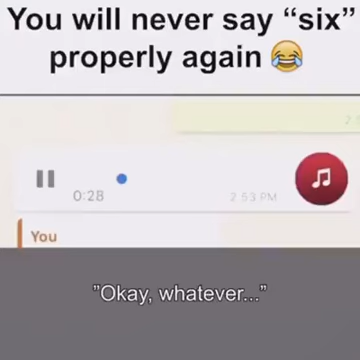 You will never say “six”
properly again 😂
0:28
2:53 PM
You
"Okay, whatever..."